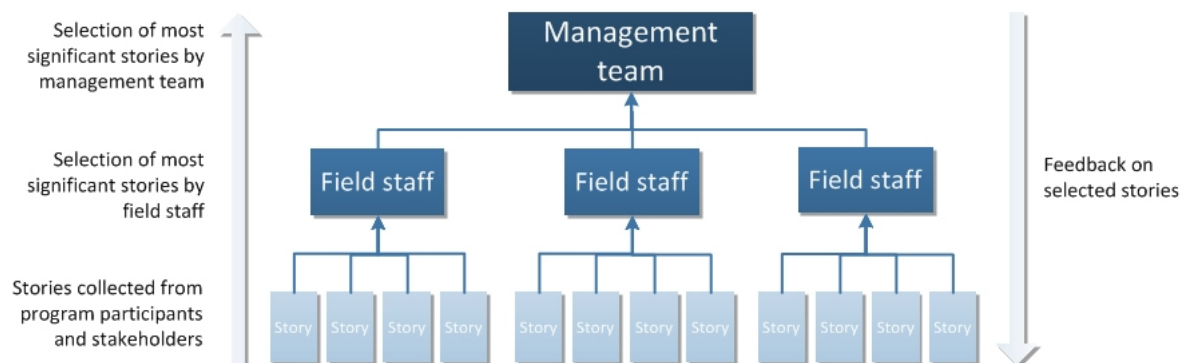 Selection of most
significant stories by
management team
Management
team
Selection of most
significant stories by
field staff
Field staff
Field staff
Field staff
Feedback on
selected stories
Stories collected from
program participants
and stakeholders
Story
Story
Story
Story
Story
Story
Story
Story
Story
Story
Story
Story